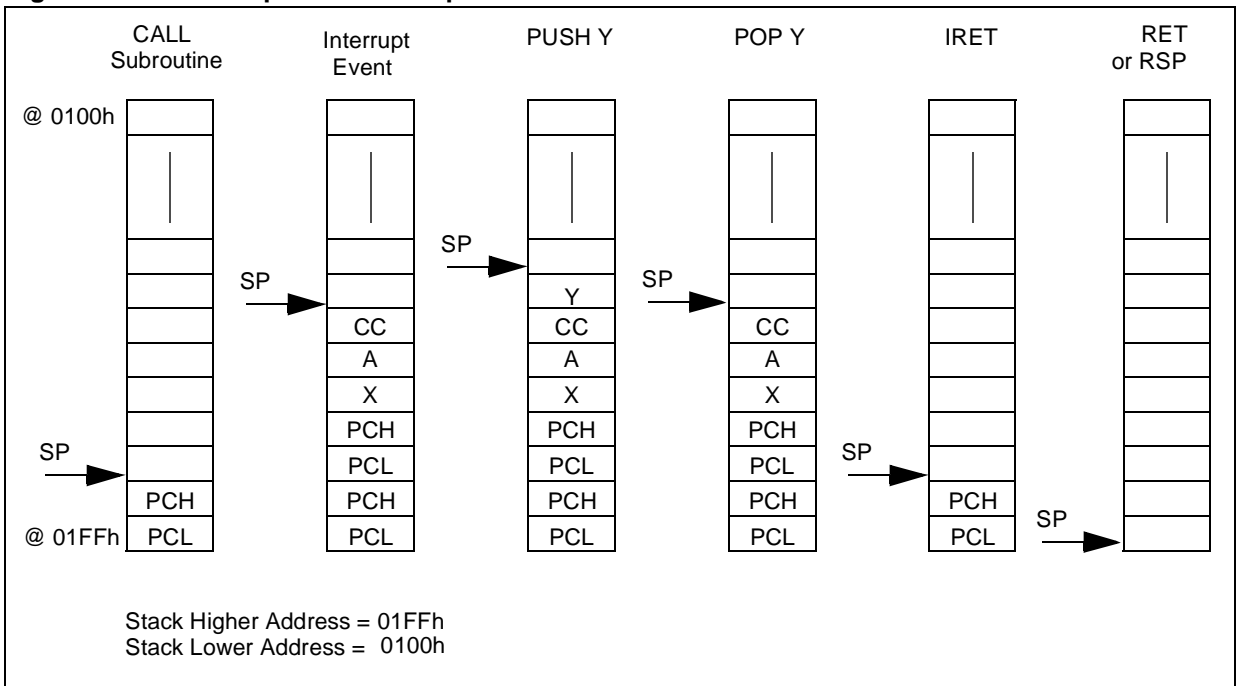 CALL
Subroutine
Interrupt
Event
PUSH Y
POP Y
IRET
RET
or RSP
@ 0100h
SP
SP
SP
Y
CC
CC
CC
A
A
A
X
X
X
PCH
PCH
PCH
SP
SP
PCL
PCL
PCL
PCH
PCH
PCH
PCH
PCH
SP
@ 01FFh
PCL
PCL
PCL
PCL
PCL
Stack Higher Address = 01FFh
Stack Lower Address = 0100h